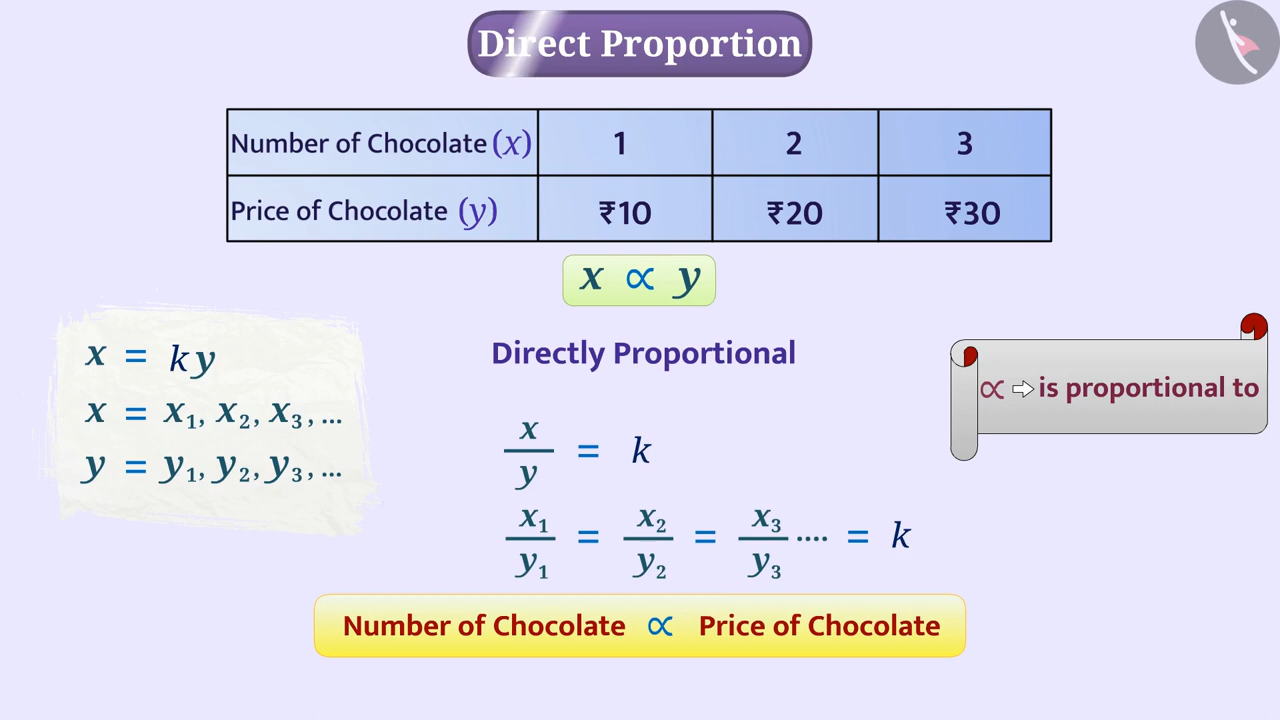 Direct Proportion
Number of Chocolate (x) 1 2 3
Price of Chocolate (y) ₹10 ₹20 ₹30
x ∝ y
x = ky
x = x₁, x₂, x₃, ...
y = y₁, y₂, y₃, ...
Directly Proportional
x/y = k
x₁/y₁ = x₂/y₂ = x₃/y₃ .... = k
∝ ⇨ is proportional to
Number of Chocolate ∝ Price of Chocolate